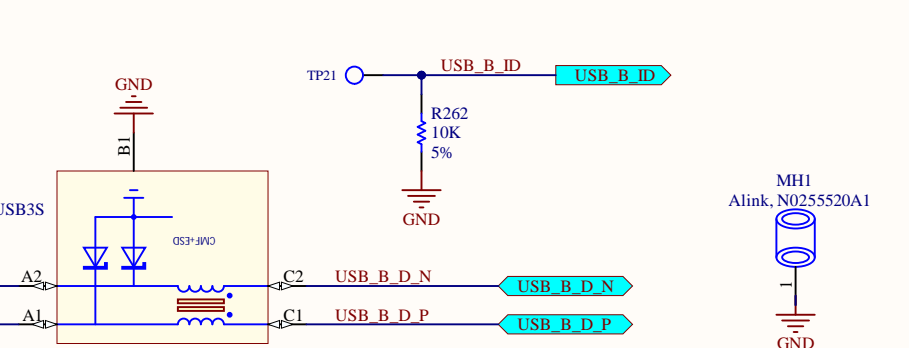 TP21
USB_B_ID
USB_B_ID
GND
R262
10K
5%
B1
GND
MH1
Alink, N0255520A1
USB3S
CMF+ESD
A2
C2
USB_B_D_N
USB_B_D_N
1
A1
C1
USB_B_D_P
USB_B_D_P
GND